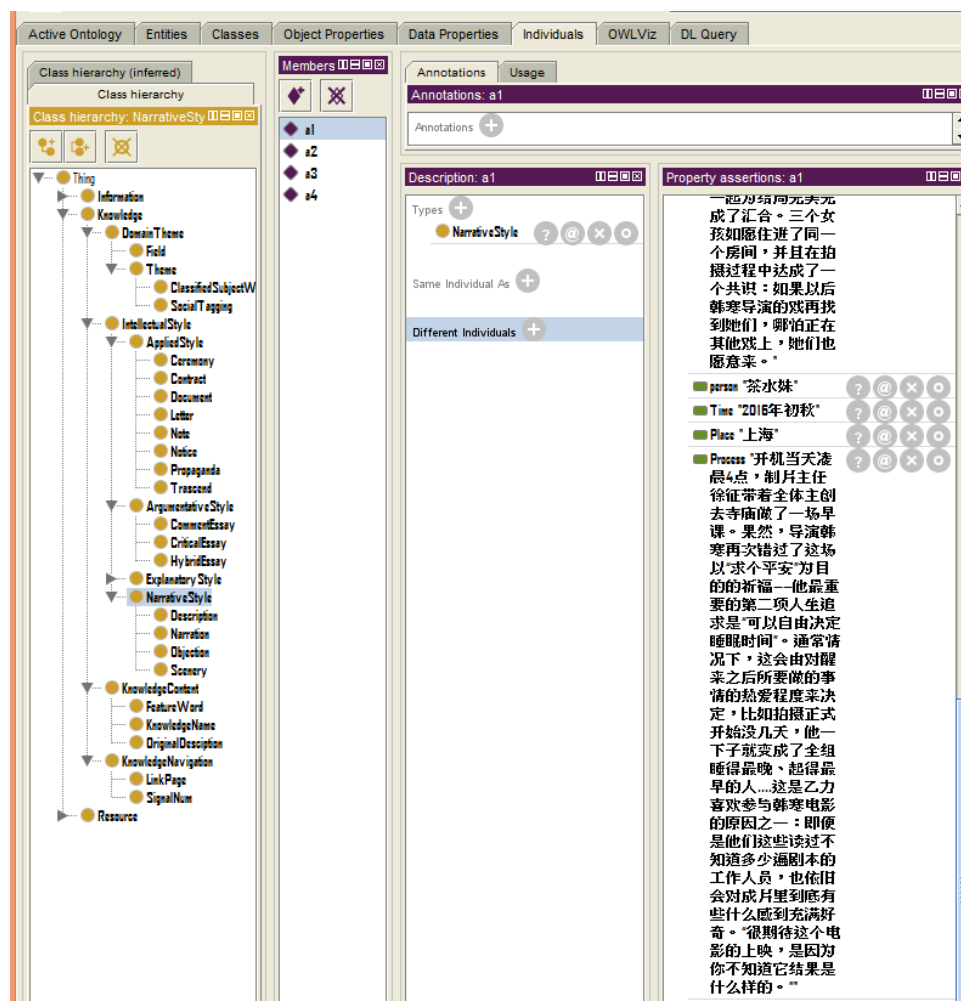 Active Ontology
Entities
Classes
Object Properties
Data Properties
Individuals
OWLViz
DL Query
Class hierarchy (inferred)
Class hierarchy
Class hierarchy: NarrativeSty
Thing
Information
Knowledge
DomainTheme
Field
Theme
ClassifiedSubjectW
SocialTagging
IntellectualStyle
AppliedStyle
Ceremony
Contract
Document
Letter
Note
Notice
Propaganda
Trascend
ArgumentativeStyle
CommentEssay
CriticalEssay
HybridEssay
ExplanatoryStyle
NarrativeStyle
Description
Narration
Objection
Scenery
KnowledgeContent
FeatureWord
KnowledgeName
OriginalDesciption
KnowledgeNavigation
LinkPage
SignalNum
Resource
Members
a1
a2
a3
a4
Annotations
Usage
Annotations: a1
Annotations
Description: a1
Types
NarrativeStyle
Same Individual As
Different Individuals
Property assertions: a1
一起为结局完美完
成了汇合。三个女
孩如愿住进了同一
个房间，并且在拍
摄过程中达成了一
个共识：如果以后
韩寒导演的戏再找
到她们，哪怕正在
其他戏上，她们也
愿意来。"
person "茶水妹"
Time "2016年初秋"
Place "上海"
Process "开机当天凌
晨4点，制片主任
徐征带着全体主创
去寺庙做了一场早
课。果然，导演韩
寒再次错过了这场
以"求个平安"为目
的的祈福--他最重
要的第二项人生追
求是"可以自由决定
睡眠时间"。通常情
况下，这会由对醒
来之后所要做的事
情的热爱程度来决
定，比如拍摄正式
开始没几天，他一
下子就变成了全组
睡得最晚、起得最
早的人....这是乙力
喜欢参与韩寒电影
的原因之一：即便
是他们这些读过不
知道多少遍剧本的
工作人员，也依旧
会对成片里到底有
些什么感到充满好
奇。"很期待这个电
影的上映，是因为
你不知道它结果是
什么样的。""